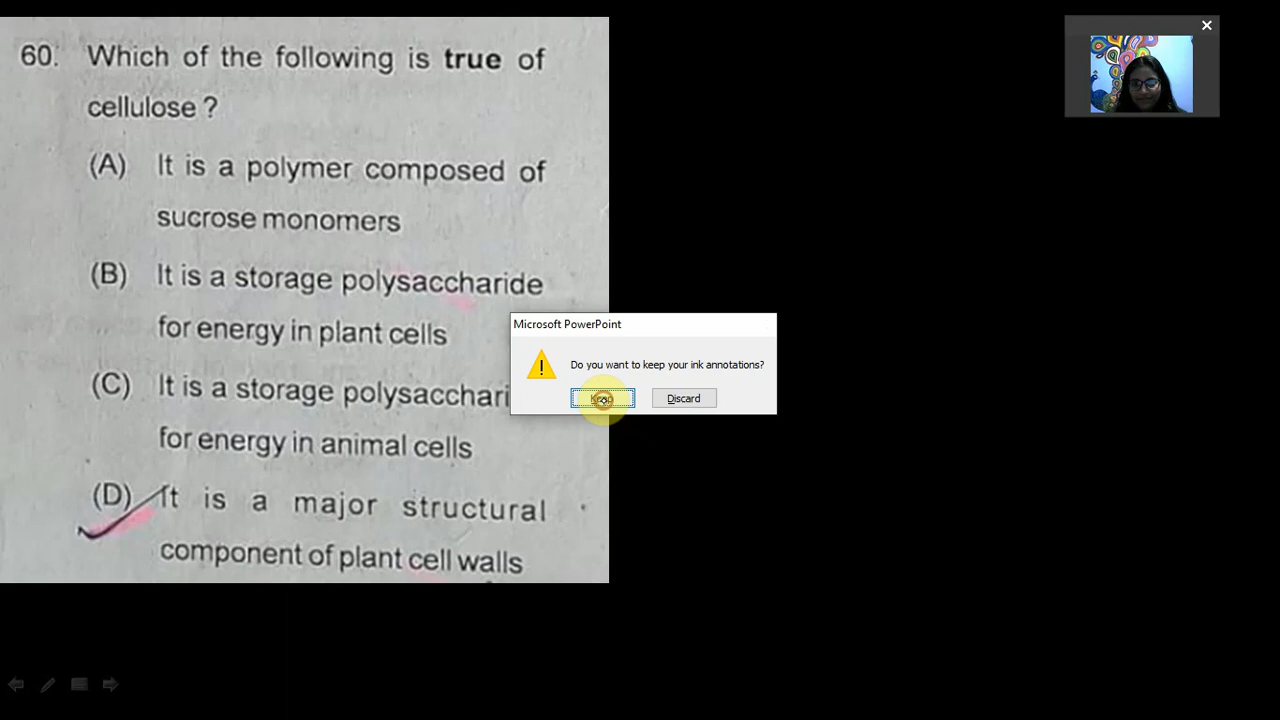 60. Which of the following is true of
cellulose ?
(A) It is a polymer composed of
sucrose monomers
(B) It is a storage polysaccharide
for energy in plant cells
(C) It is a storage polysacchari
for energy in animal cells
(D) It is a major structural
component of plant cell walls
Microsoft PowerPoint
Do you want to keep your ink annotations?
Keep Discard